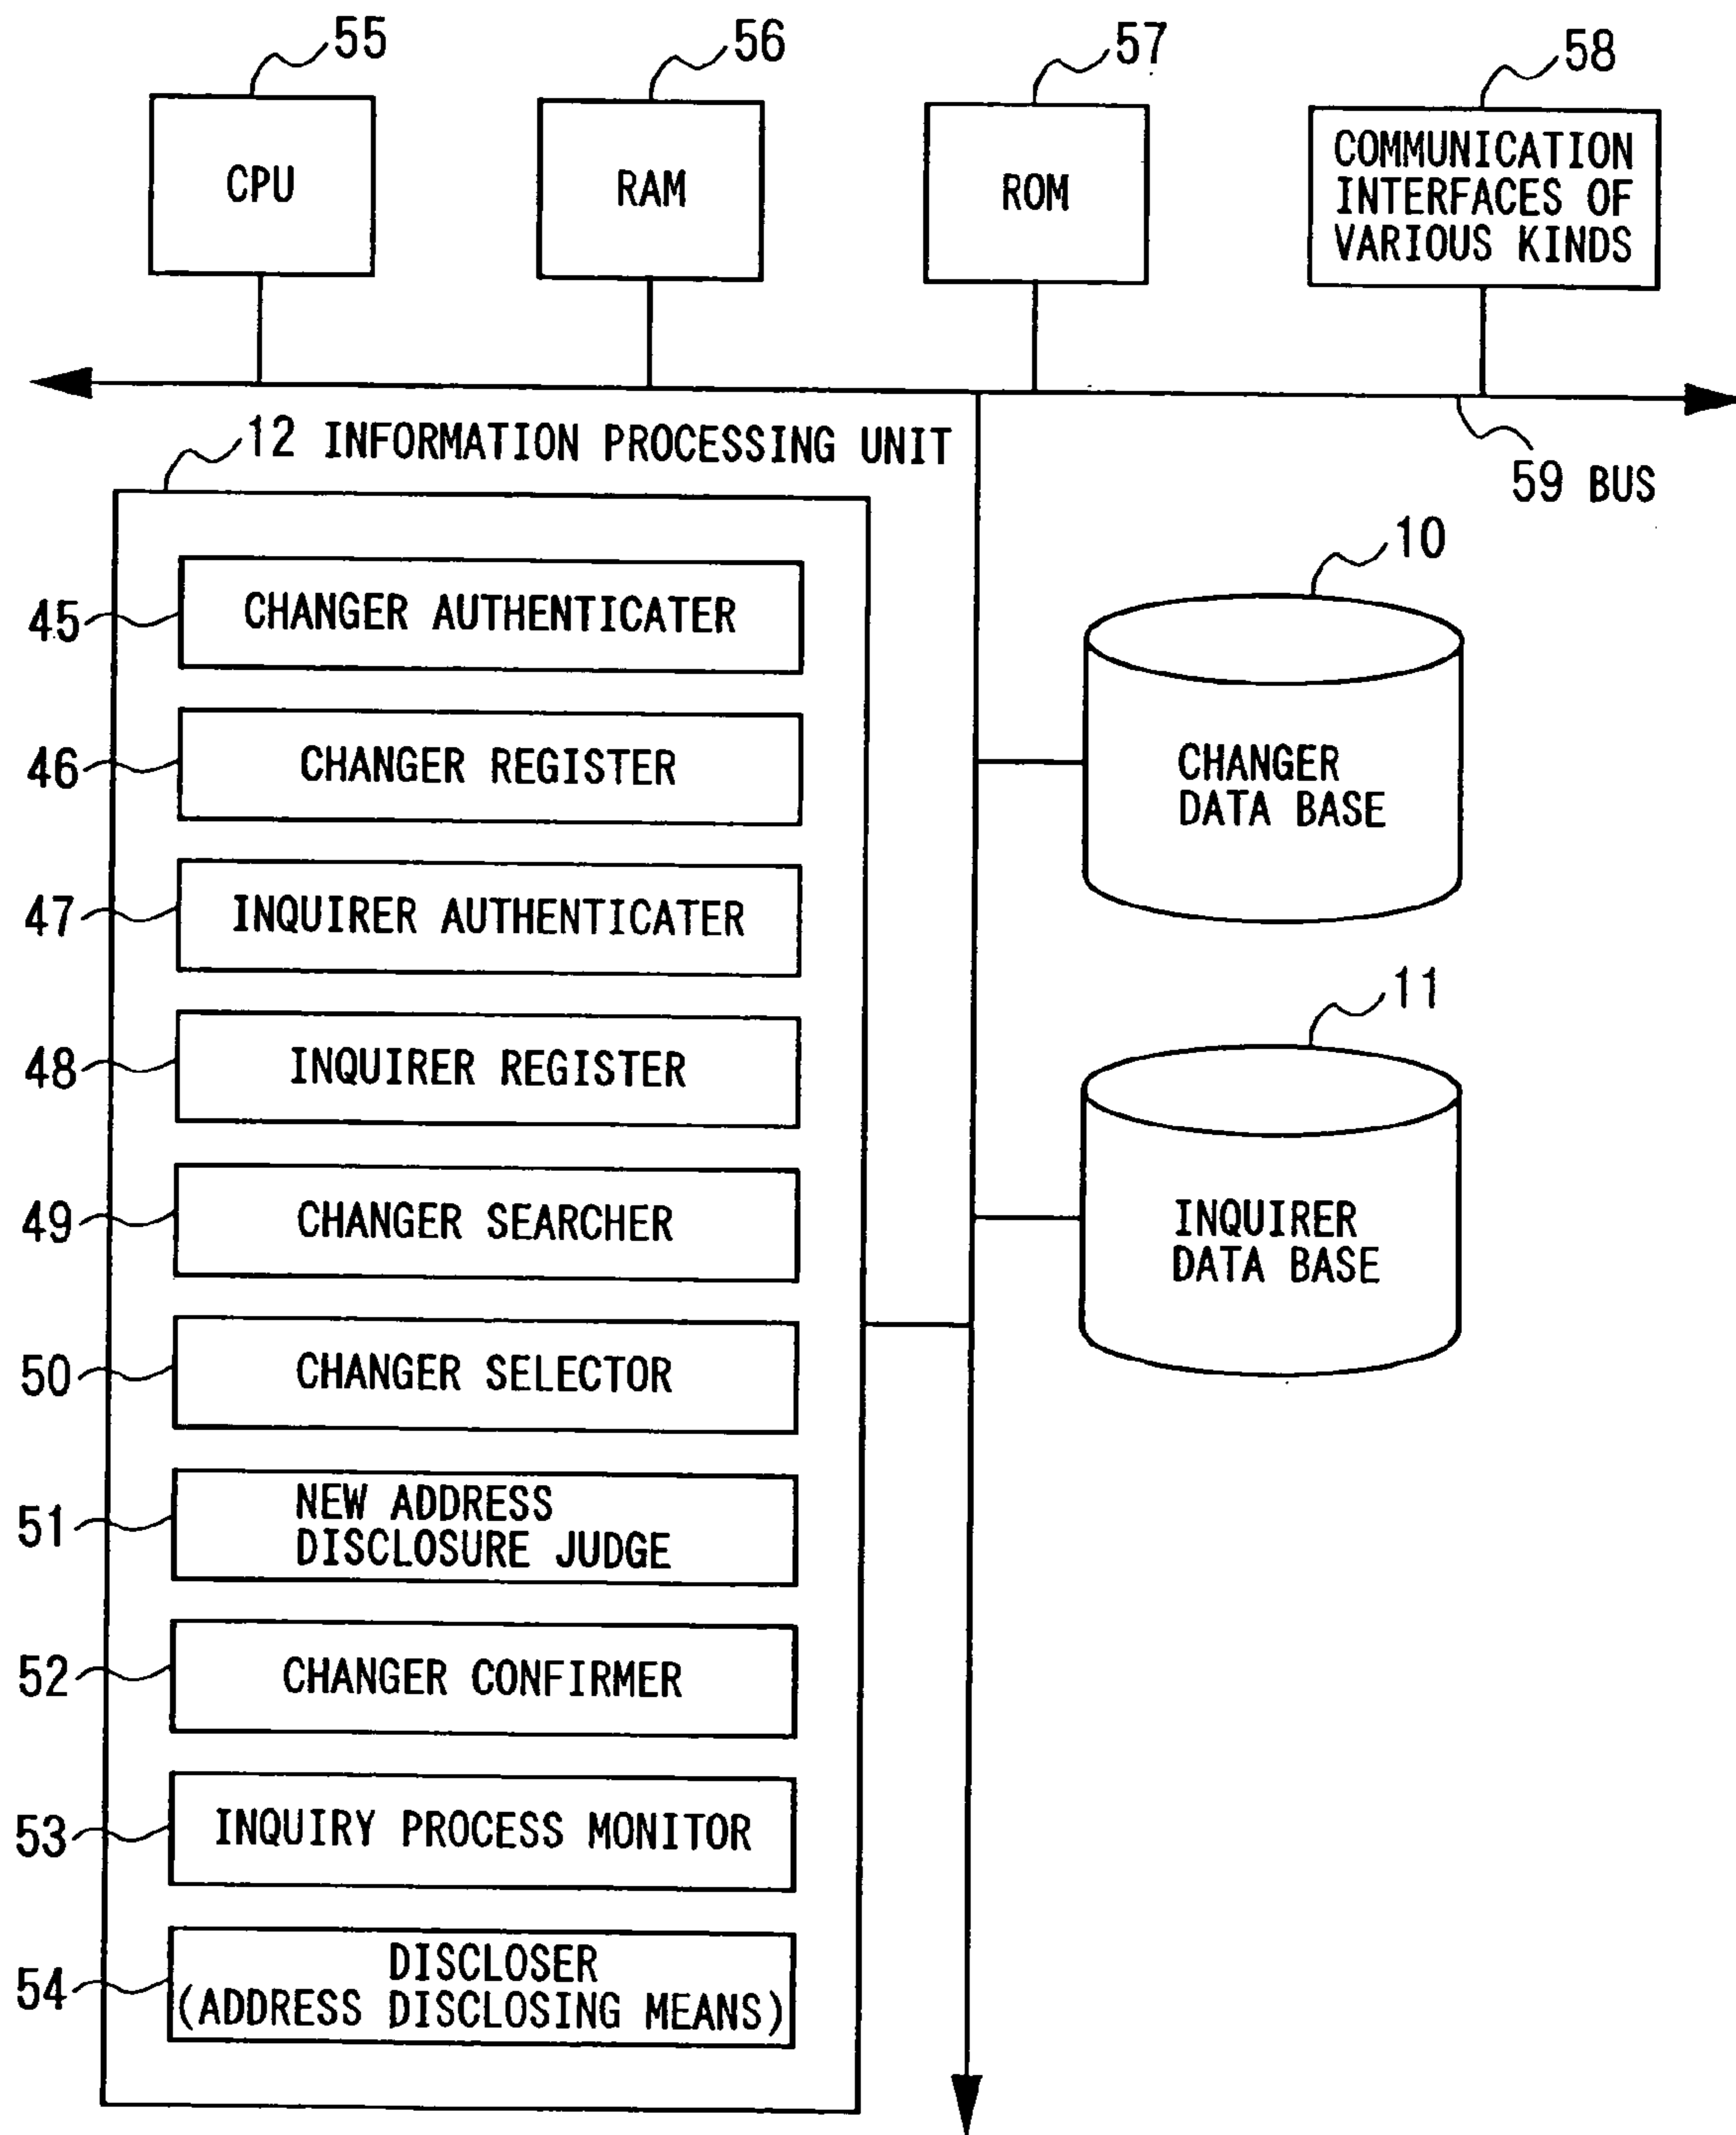 55
56
57
58
CPU
RAM
ROM
COMMUNICATION
INTERFACES OF
VARIOUS KINDS
12 INFORMATION PROCESSING UNIT
59 BUS
45
CHANGER AUTHENTICATER
46
CHANGER REGISTER
47
INQUIRER AUTHENTICATER
48
INQUIRER REGISTER
49
CHANGER SEARCHER
50
CHANGER SELECTOR
51
NEW ADDRESS
DISCLOSURE JUDGE
52
CHANGER CONFIRMER
53
INQUIRY PROCESS MONITOR
54
DISCLOSER
(ADDRESS DISCLOSING MEANS)
10
CHANGER
DATA BASE
11
INQUIRER
DATA BASE